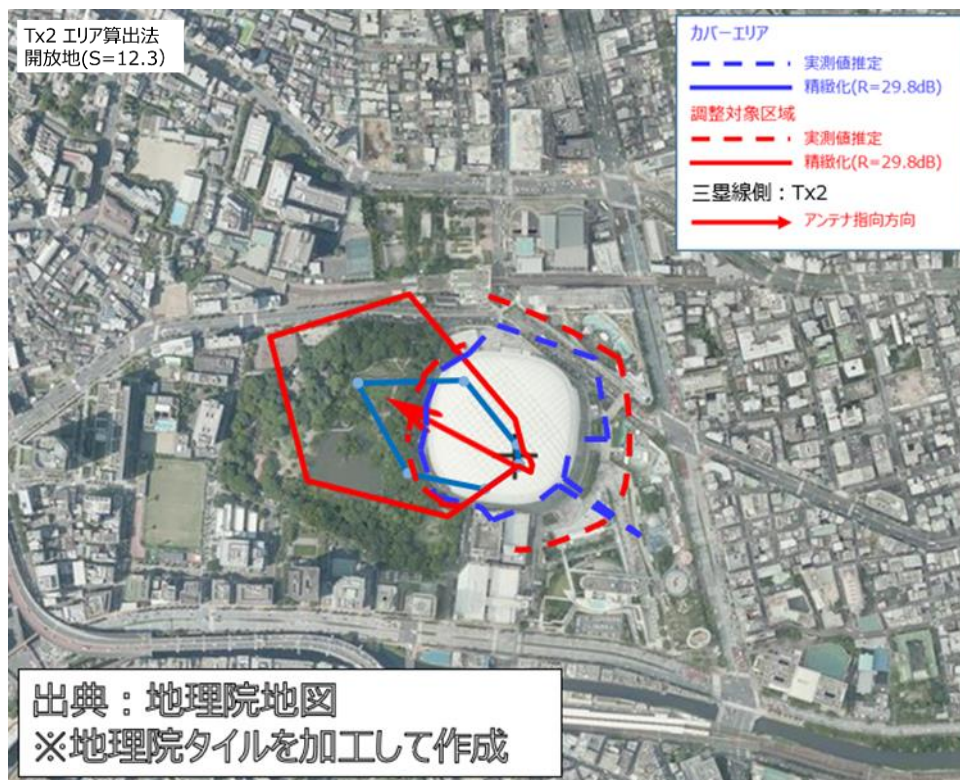 Tx2 エリア算出法
開放地(S=12.3)
カバーエリア
実測値推定
精緻化(R=29.8dB)
調整対象区域
実測値推定
精緻化(R=29.8dB)
三塁線側：Tx2
アンテナ指向方向
出典：地理院地図
※地理院タイルを加工して作成